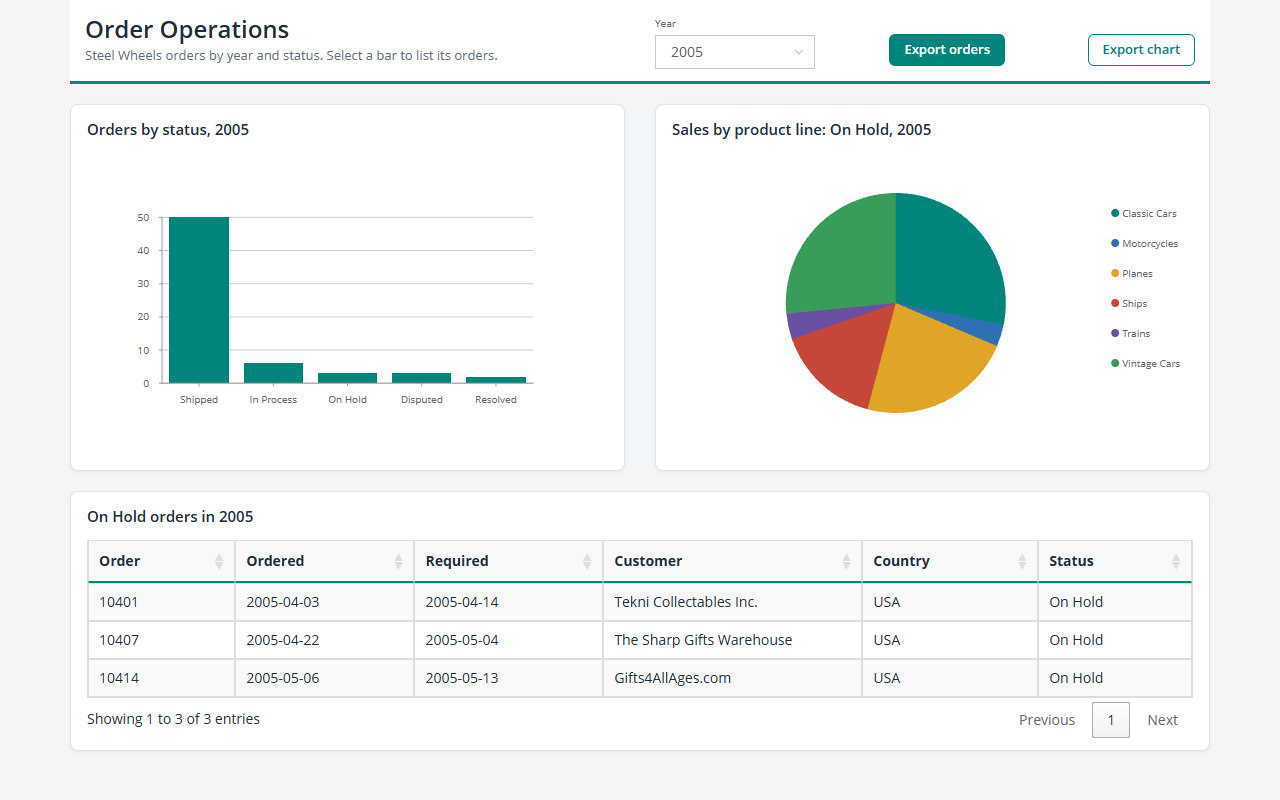 Order Operations
Steel Wheels orders by year and status. Select a bar to list its orders.
Year
2005
Export orders
Export chart
Orders by status, 2005
50
40
30
20
10
0
Shipped In Process On Hold Disputed Resolved
Sales by product line: On Hold, 2005
Classic Cars
Motorcycles
Planes
Ships
Trains
Vintage Cars
On Hold orders in 2005
Order Ordered Required Customer Country Status
10401 2005-04-03 2005-04-14 Tekni Collectables Inc. USA On Hold
10407 2005-04-22 2005-05-04 The Sharp Gifts Warehouse USA On Hold
10414 2005-05-06 2005-05-13 Gifts4AllAges.com USA On Hold
Showing 1 to 3 of 3 entries
Previous 1 Next